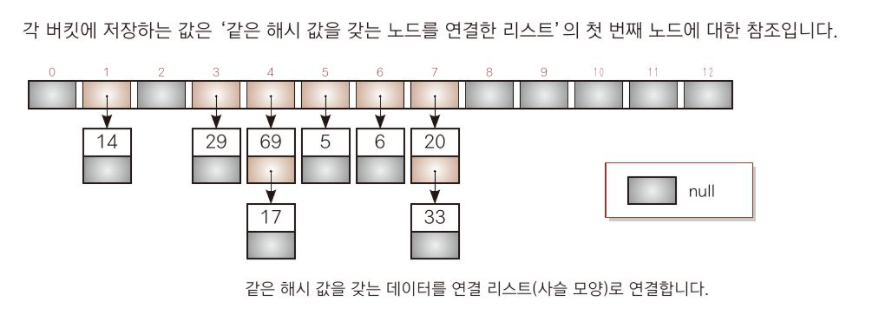 각 버킷에 저장하는 값은 ‘같은 해시 값을 갖는 노드를 연결한 리스트’의 첫 번째 노드에 대한 참조입니다.
0 1 2 3 4 5 6 7 8 9 10 11 12
14 29 69 5 6 20
null
17 33
같은 해시 값을 갖는 데이터를 연결 리스트(사슬 모양)로 연결합니다.